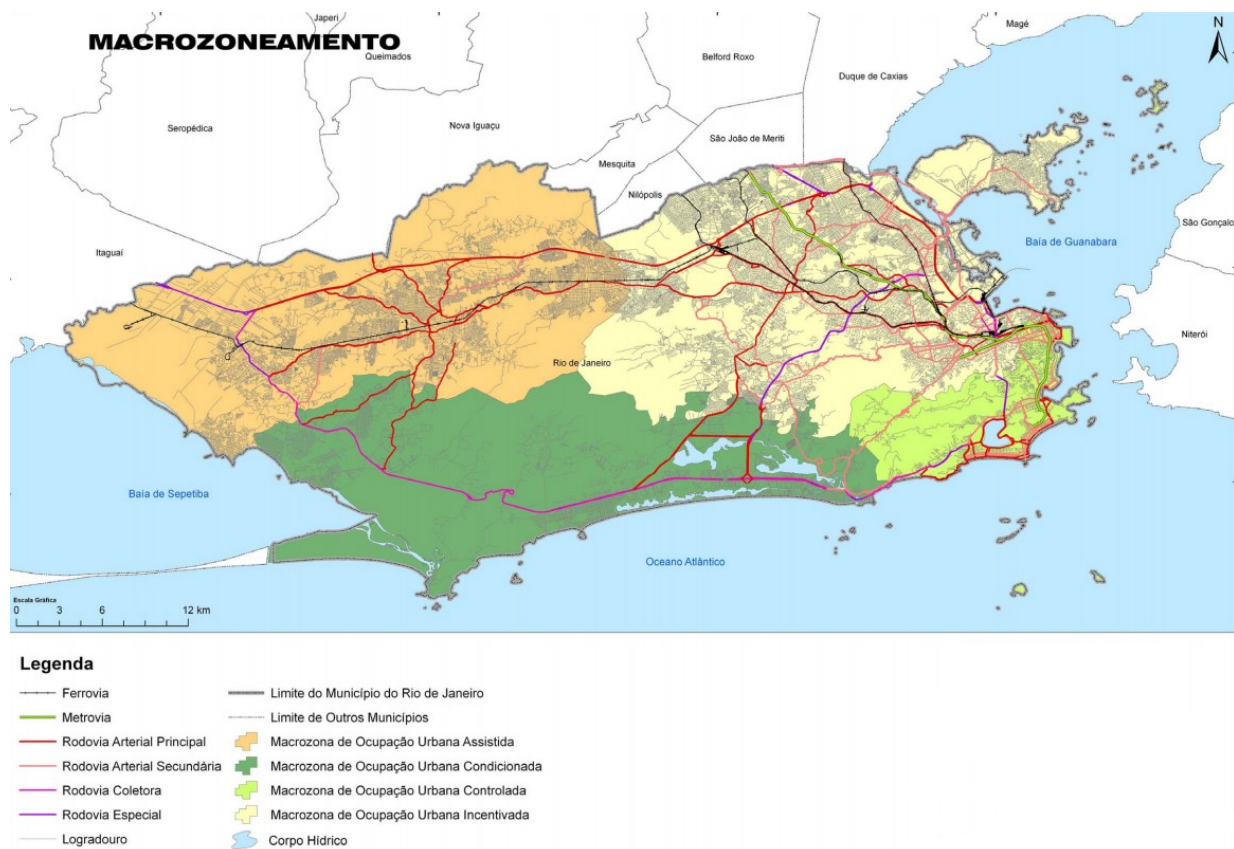 MACROZONEAMENTO
N
Japeri
Magé
Queimados
Belford Roxo
Duque de Caxias
Seropédica
Nova Iguaçu
São João de Meriti
Mesquita
Nilópolis
São Gonçalo
Itaguaí
Baía de Guanabara
Niterói
Rio de Janeiro
Baía de Sepetiba
Oceano Atlântico
Escala Gráfica
0 3 6 12 km
Legenda
Ferrovia
Metrovia
Rodovia Arterial Principal
Rodovia Arterial Secundária
Rodovia Coletora
Rodovia Especial
Logradouro
Limite do Município do Rio de Janeiro
Limite de Outros Municípios
Macrozona de Ocupação Urbana Assistida
Macrozona de Ocupação Urbana Condicionada
Macrozona de Ocupação Urbana Controlada
Macrozona de Ocupação Urbana Incentivada
Corpo Hídrico